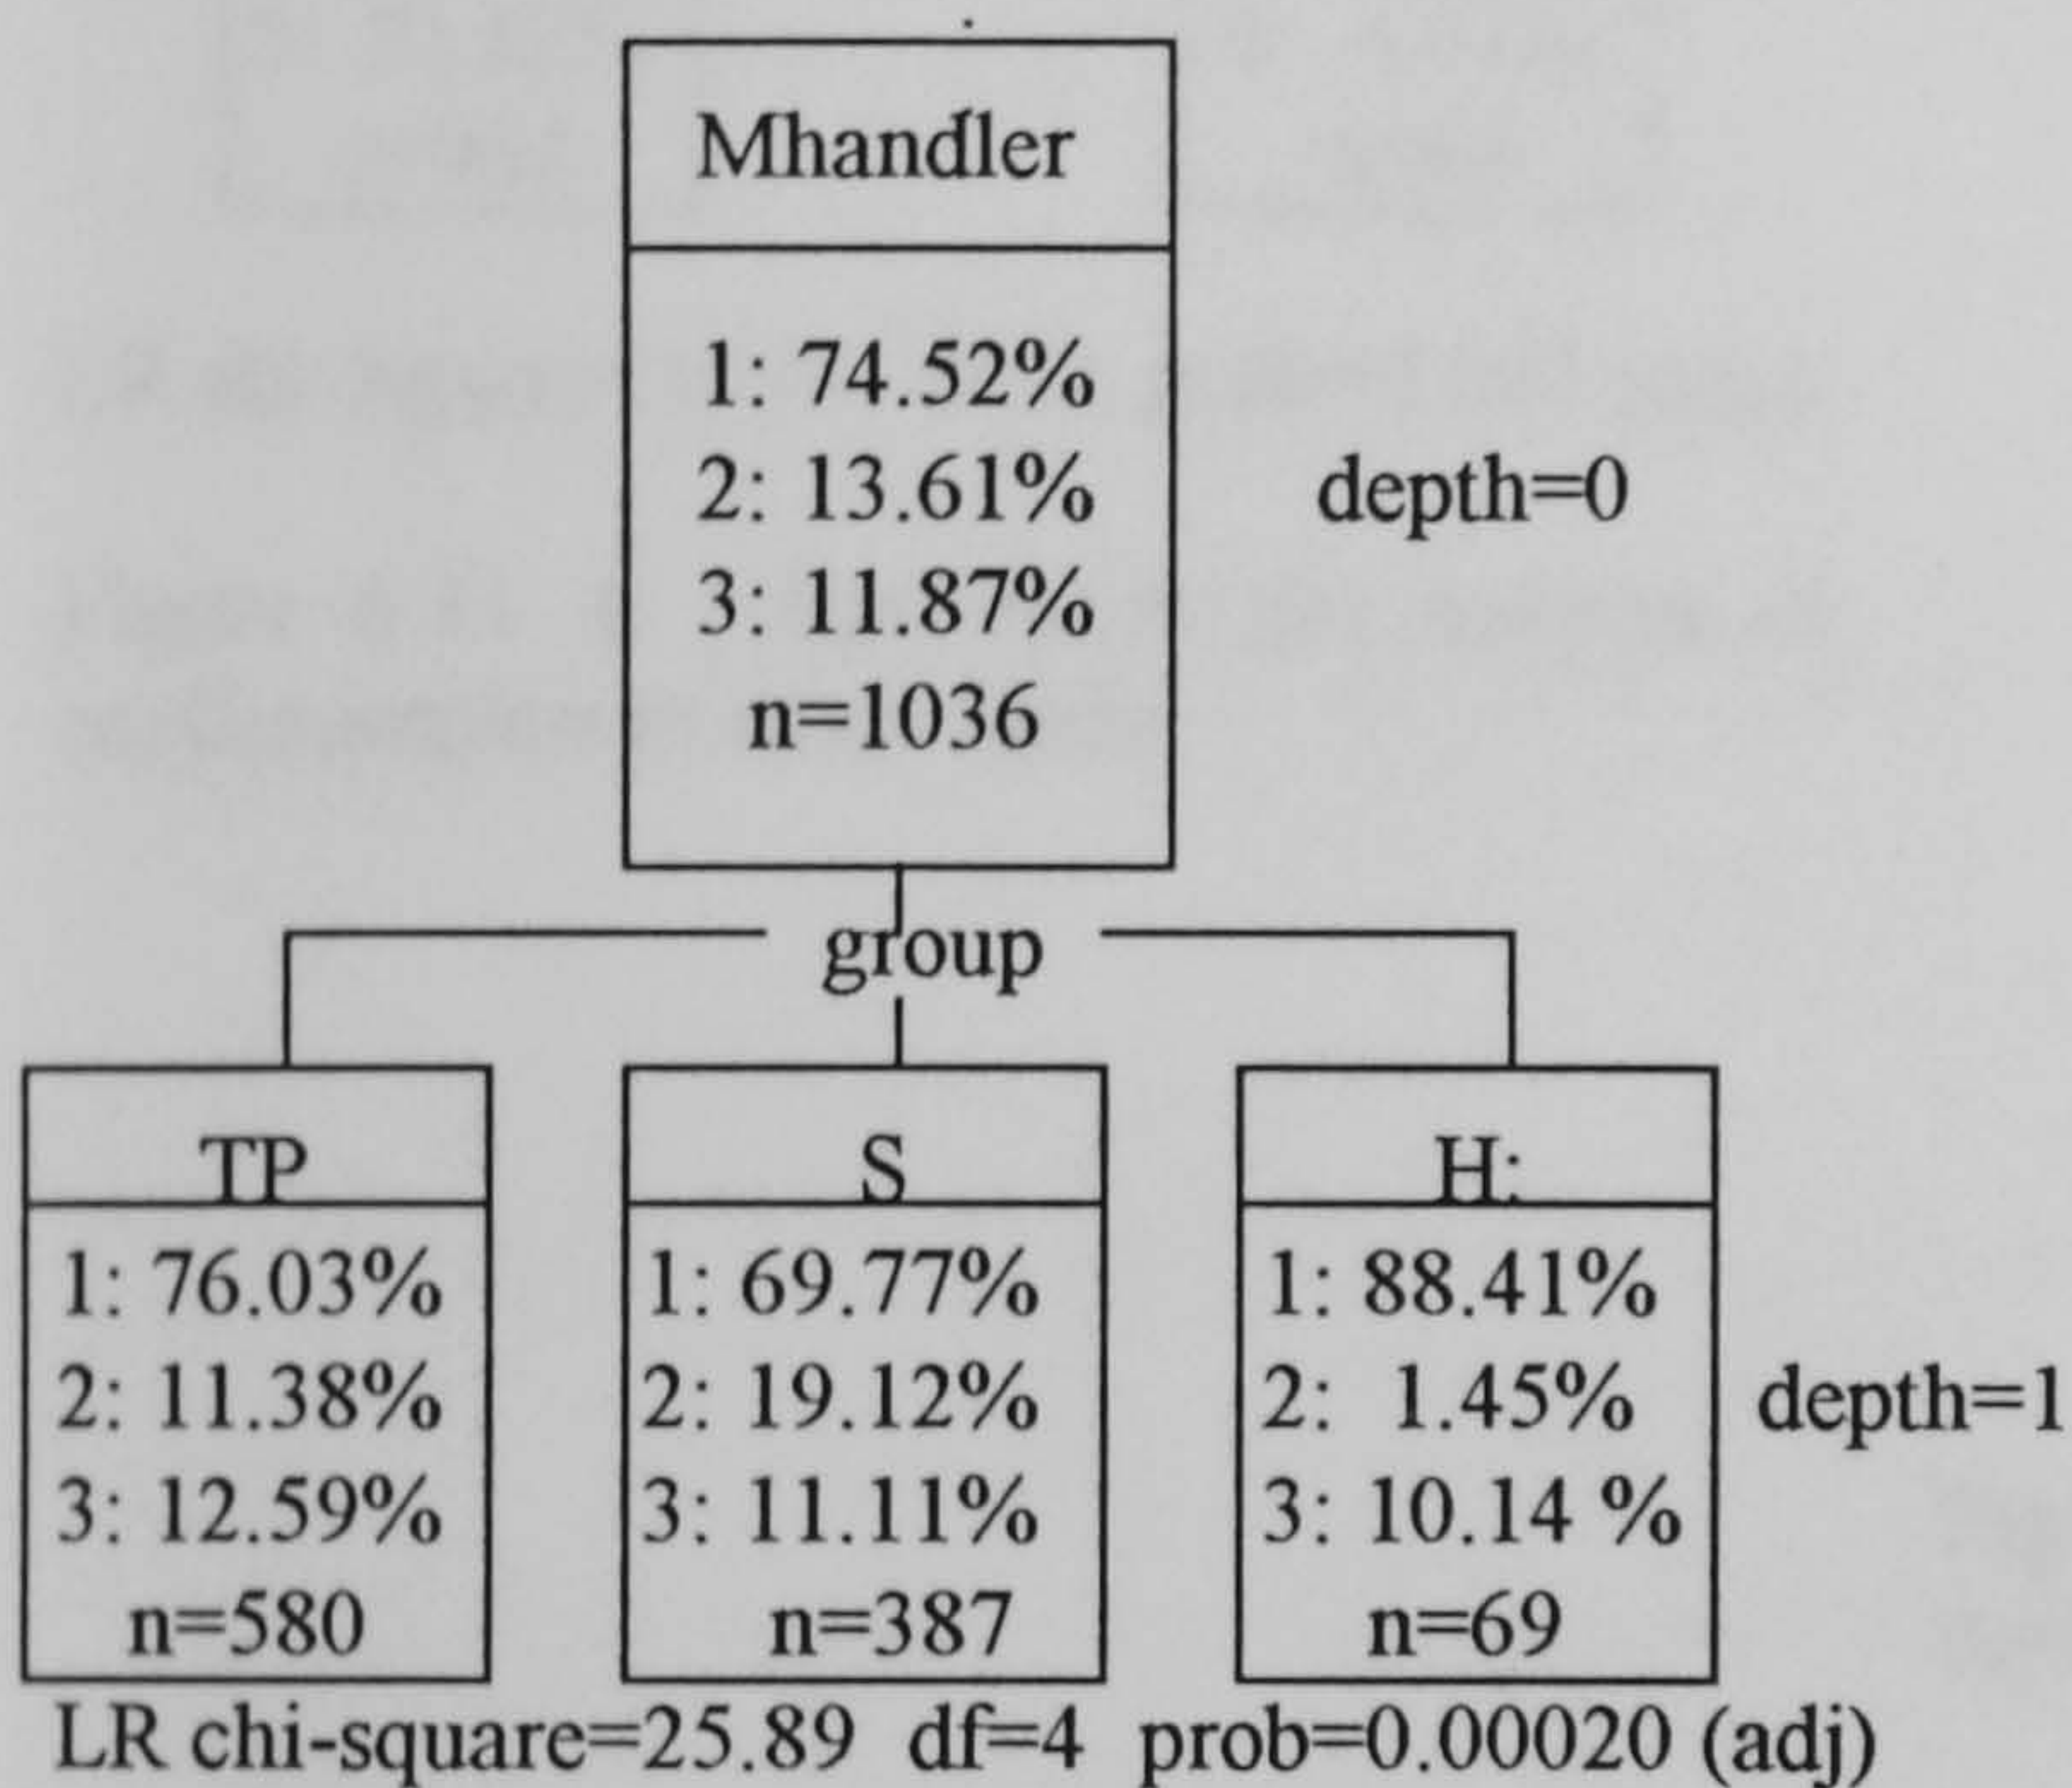 Mhandler
1: 74.52%
2: 13.61%
3: 11.87%
n=1036
depth=0
group
TP
1: 76.03%
2: 11.38%
3: 12.59%
n=580
S
1: 69.77%
2: 19.12%
3: 11.11%
n=387
H:
1: 88.41%
2: 1.45%
3: 10.14 %
n=69
depth=1
LR chi-square=25.89 df=4 prob=0.00020 (adj)